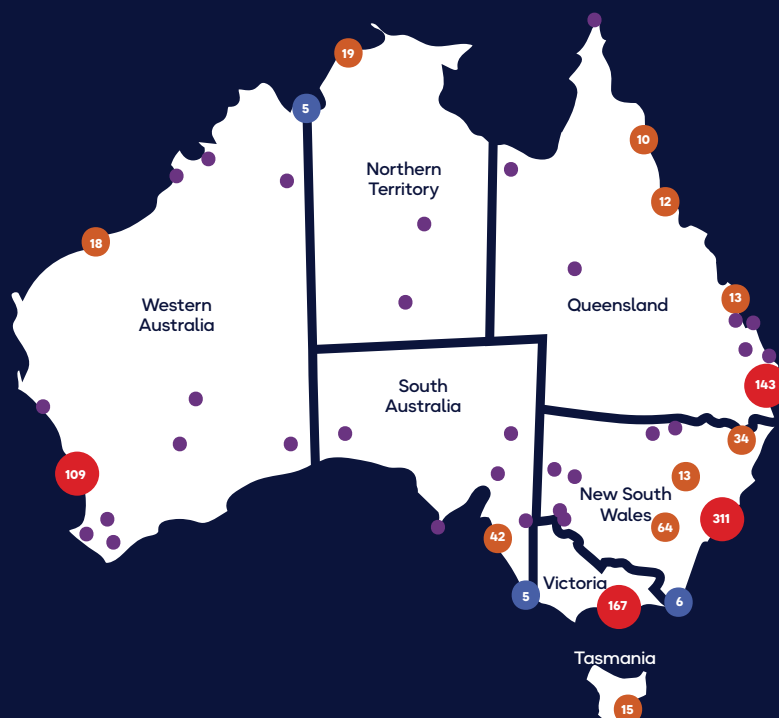 19
5
10
Northern
Territory
12
18
13
Western
Australia
Queensland
South
Australia
143
34
109
13
New South
Wales
311
64
42
Victoria
5
167
6
Tasmania
15